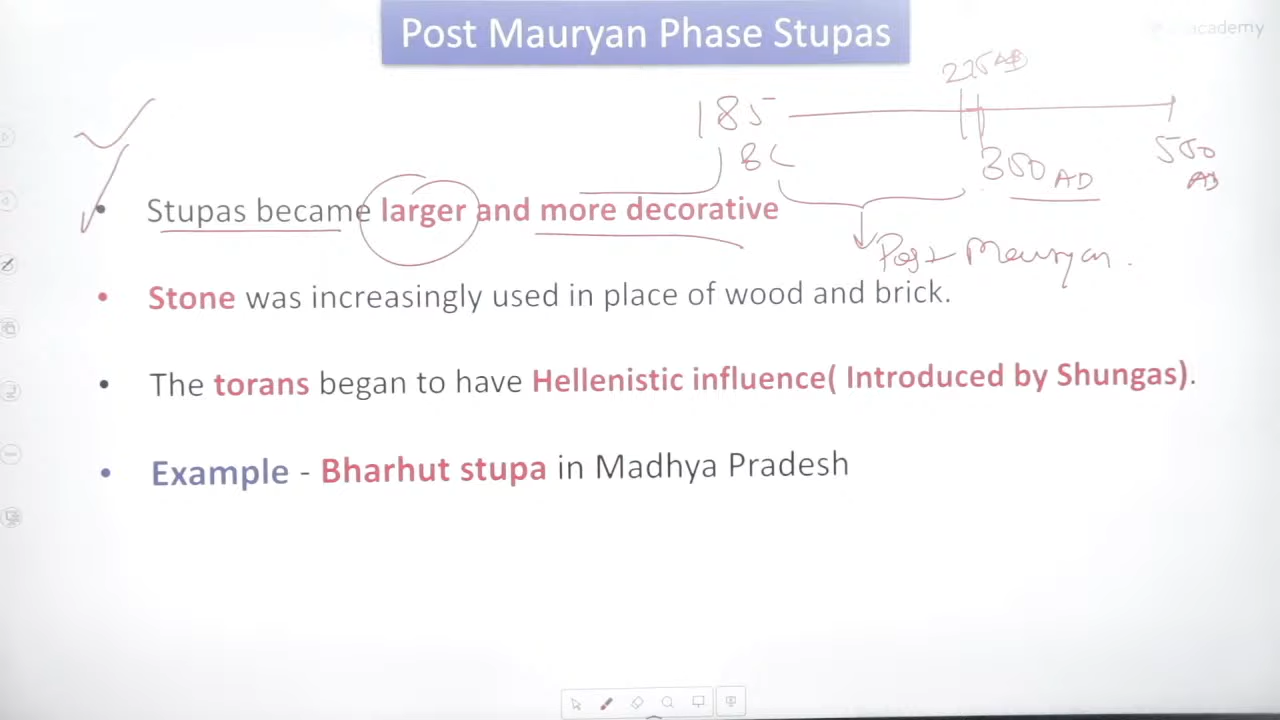 Post Mauryan Phase Stupas
academy
225 AD
185
BC
300 AD
500
AD
• Stupas became larger and more decorative
Post Mauryan.
• Stone was increasingly used in place of wood and brick.
• The torans began to have Hellenistic influence( Introduced by Shungas).
• Example - Bharhut stupa in Madhya Pradesh